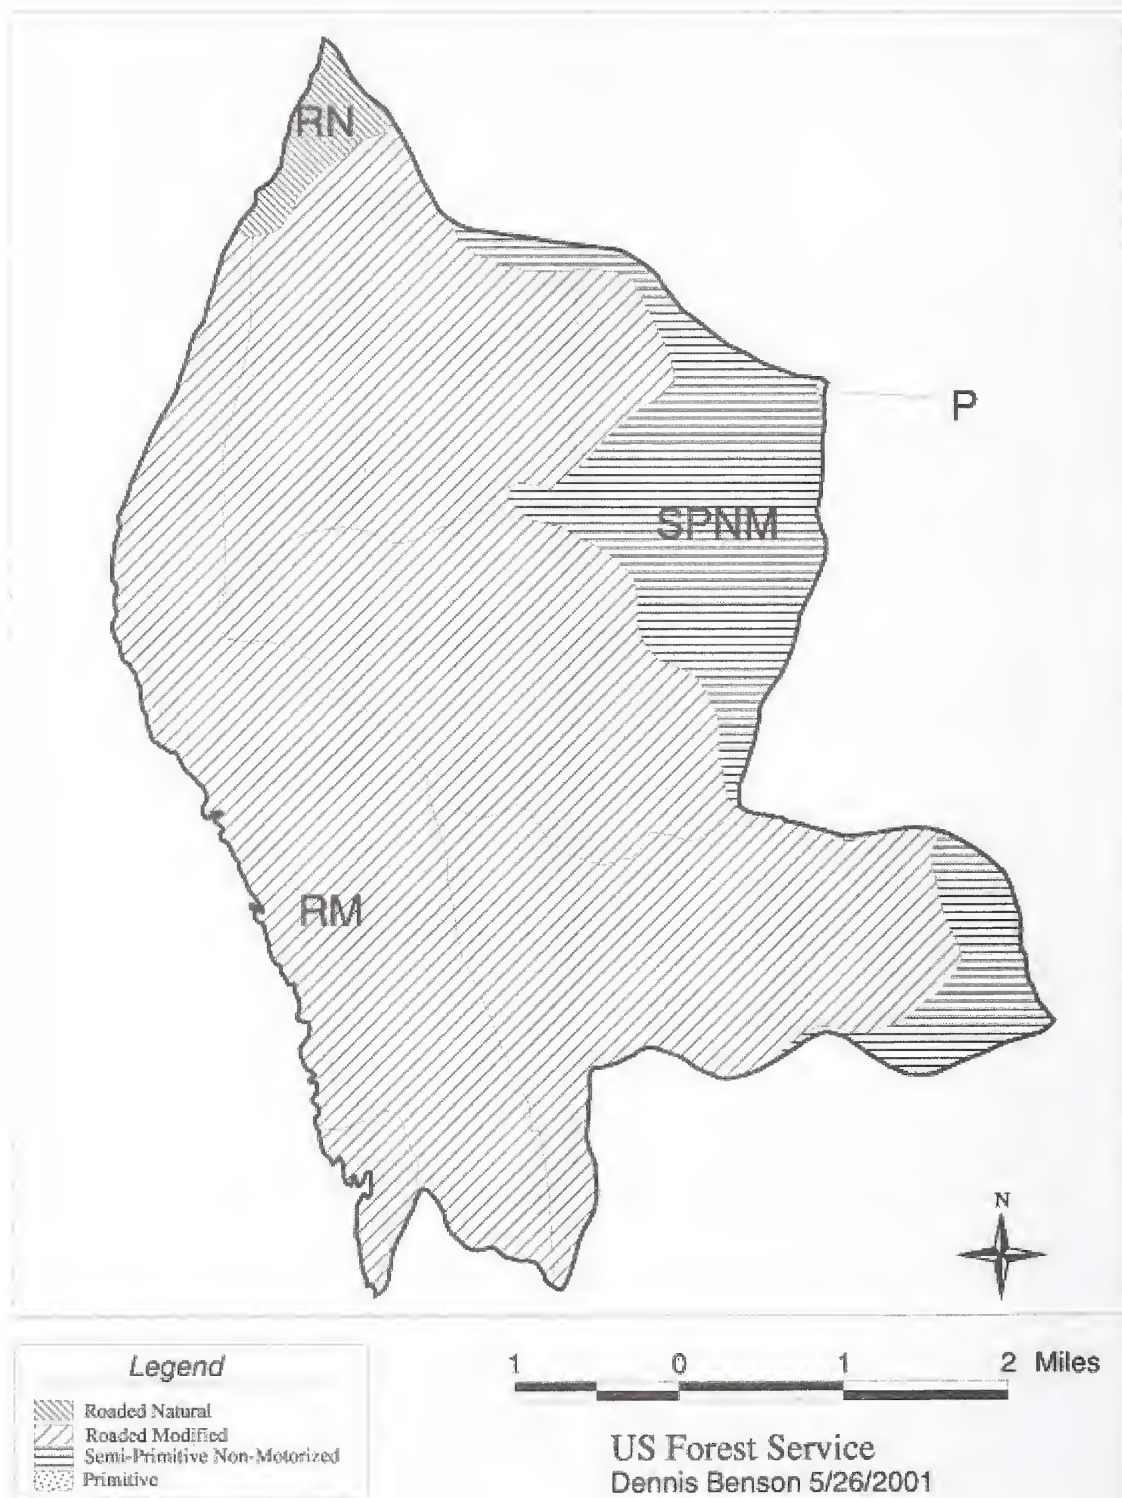 RN
P
SPNM
RM
N
Legend
Roaded Natural
Roaded Modified
Semi-Primitive Non-Motorized
Primitive
1 0 1 2 Miles
US Forest Service
Dennis Benson 5/26/2001